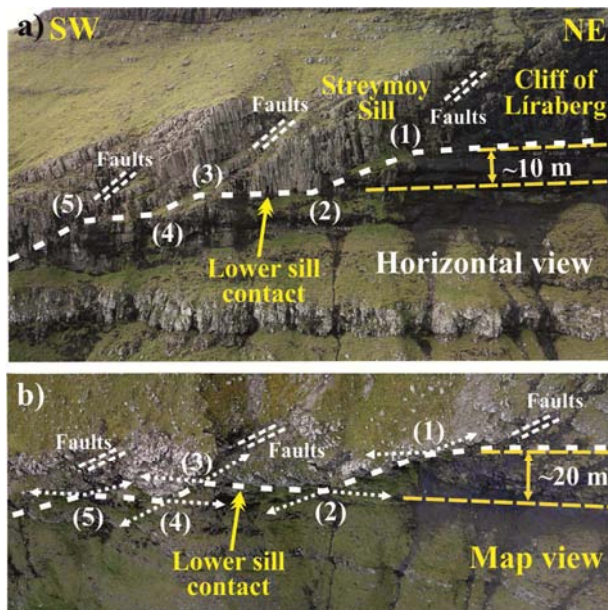 a) SW NE
Streymoy
Sill
Cliff of
Líraberg
Faults
Faults
Faults
(1)
(3)
(5)
(2)
(4)
~10 m
Lower sill
contact
Horizontal view
b)
Faults
Faults
Faults
(1)
(3)
(5)
(4)
(2)
~20 m
Lower sill
contact
Map view